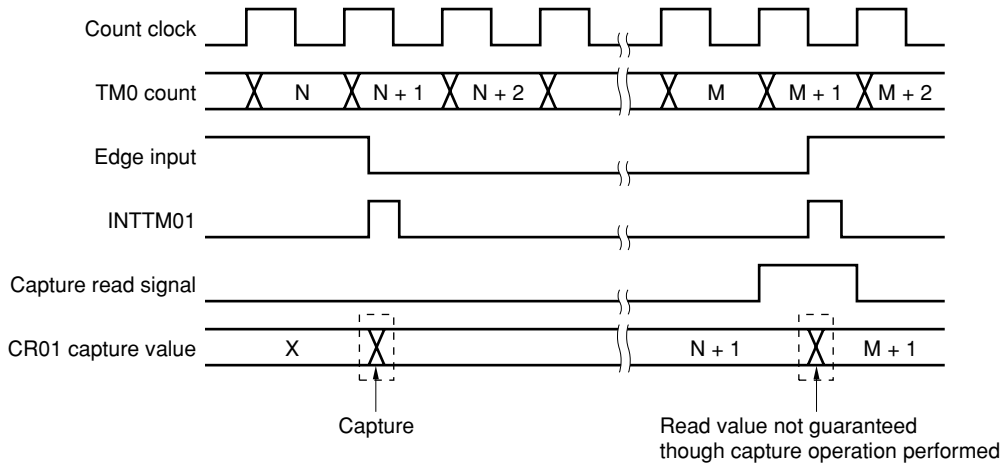 Count clock
TM0 count N N + 1 N + 2 M M + 1 M + 2
Edge input
INTTM01
Capture read signal
CR01 capture value X N + 1 M + 1
Capture
Read value not guaranteed
though capture operation performed